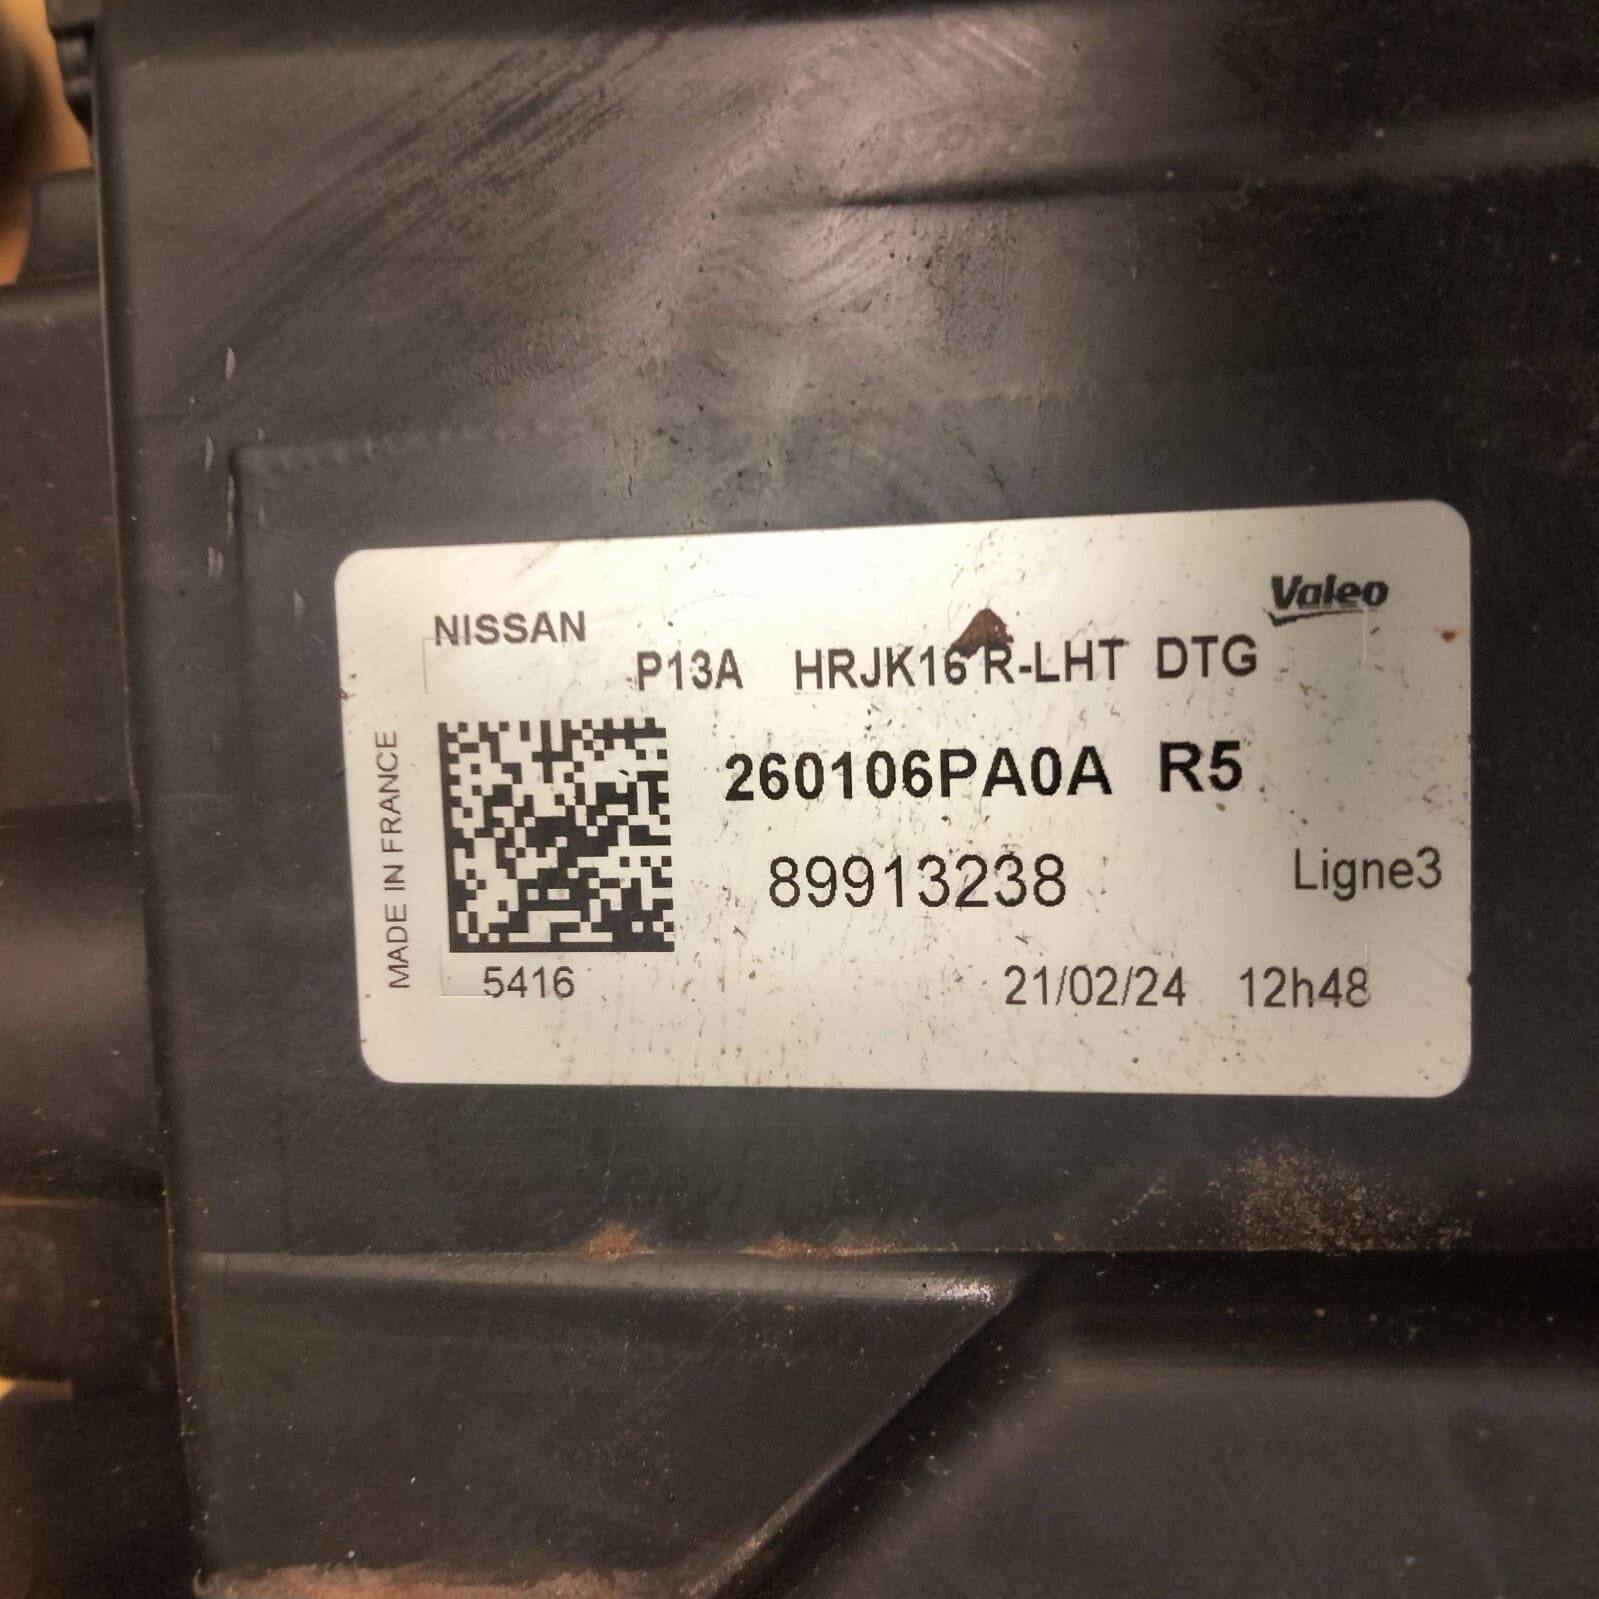 NISSAN
Valeo
P13A HRJK16 R-LHT DTG
260106PA0A R5
89913238
Ligne3
MADE IN FRANCE
5416
21/02/24 12h48